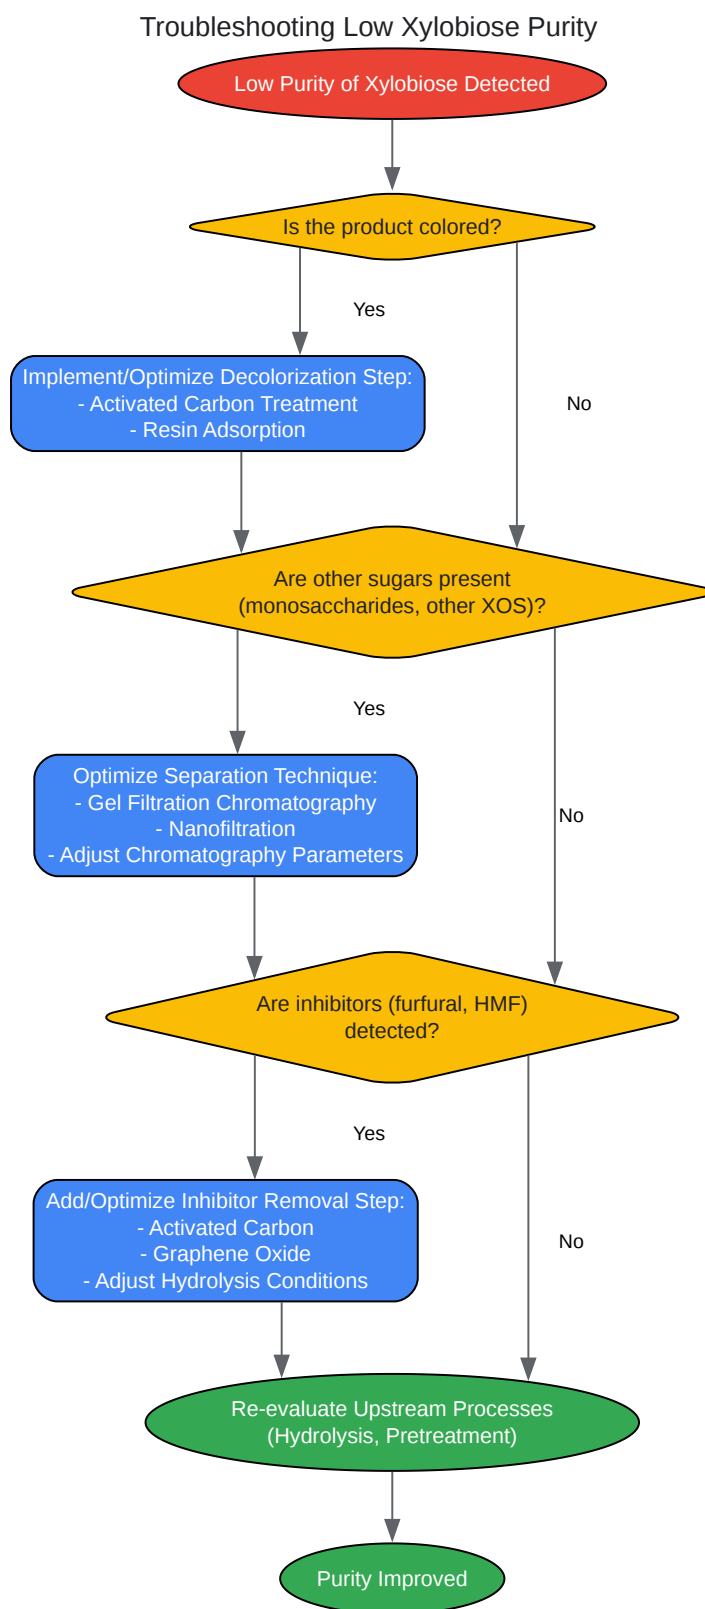 Troubleshooting Low Xylobiose Purity
Low Purity of Xylobiose Detected
Is the product colored?
Yes
Implement/Optimize Decolorization Step:
- Activated Carbon Treatment
- Resin Adsorption
No
Are other sugars present
(monosaccharides, other XOS)?
Yes
Optimize Separation Technique:
- Gel Filtration Chromatography
- Nanofiltration
- Adjust Chromatography Parameters
No
Are inhibitors (furfural, HMF)
detected?
Yes
Add/Optimize Inhibitor Removal Step:
- Activated Carbon
- Graphene Oxide
- Adjust Hydrolysis Conditions
No
Re-evaluate Upstream Processes
(Hydrolysis, Pretreatment)
Purity Improved